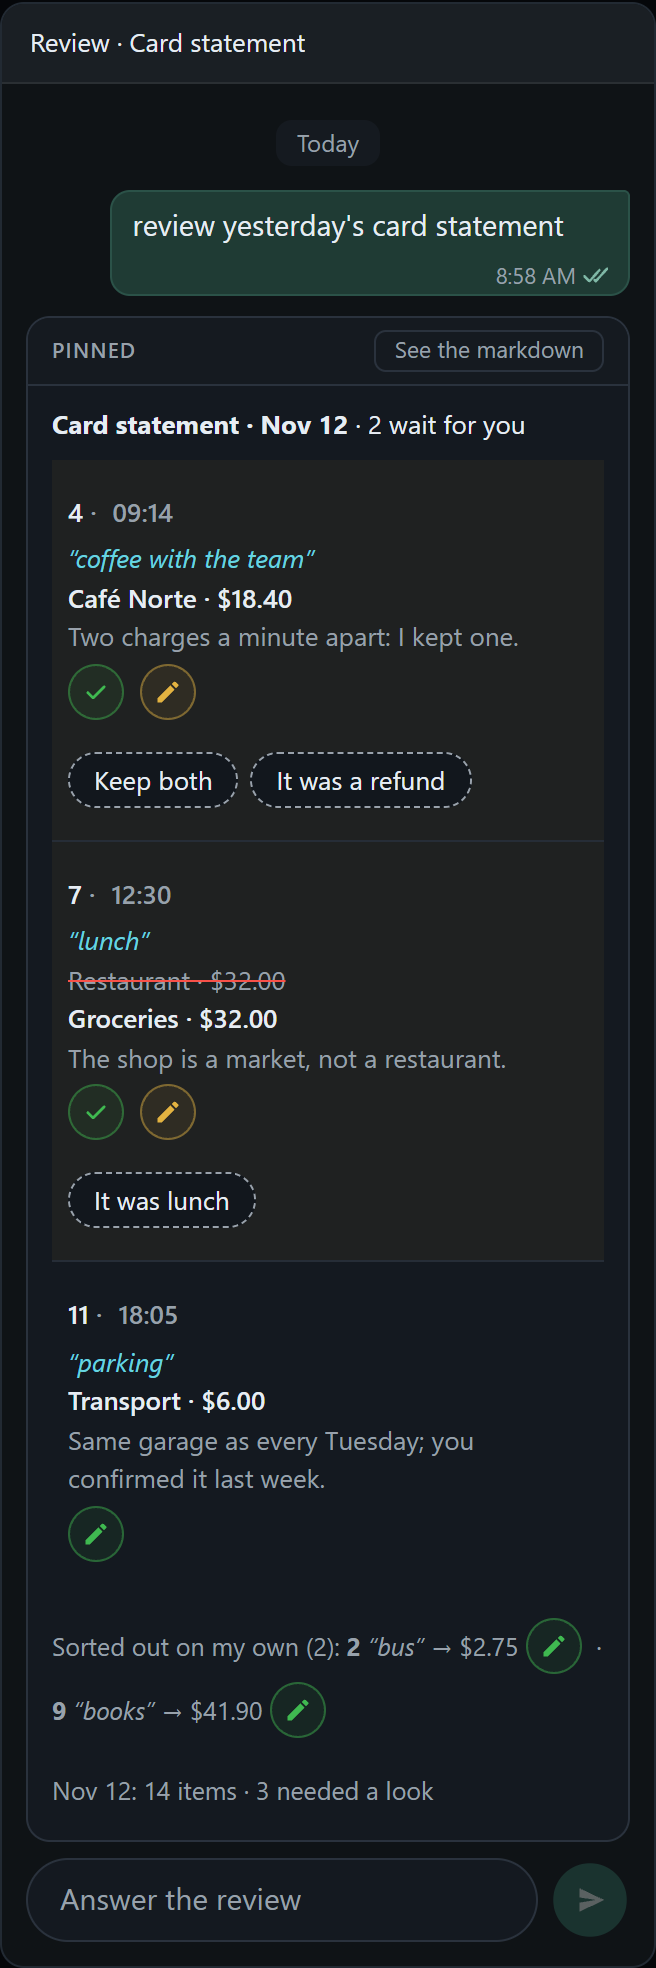 Review · Card statement
Today
review yesterday's card statement
8:58 AM
PINNED
See the markdown
Card statement · Nov 12 · 2 wait for you
4 · 09:14
“coffee with the team”
Café Norte · $18.40
Two charges a minute apart: I kept one.
Keep both
It was a refund
7 · 12:30
“lunch”
Restaurant · $32.00
Groceries · $32.00
The shop is a market, not a restaurant.
It was lunch
11 · 18:05
“parking”
Transport · $6.00
Same garage as every Tuesday; you
confirmed it last week.
Sorted out on my own (2): 2 “bus” → $2.75 ·
9 “books” → $41.90
Nov 12: 14 items · 3 needed a look
Answer the review